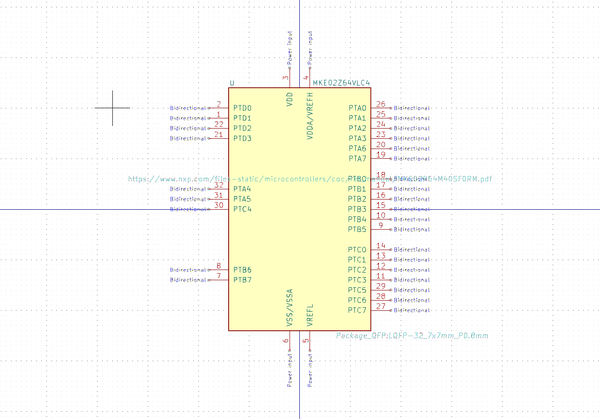 Power input
Power input
3
4
U
MKE02Z64VLC4
VDD
VDDA/VREFH
Bidirectional 2 PTD0
Bidirectional 1 PTD1
Bidirectional 22 PTD2
Bidirectional 21 PTD3
PTA0 26 Bidirectional
PTA1 25 Bidirectional
PTA2 24 Bidirectional
PTA3 23 Bidirectional
PTA6 20 Bidirectional
PTA7 19 Bidirectional
PTB0 18
https://www.nxp.com/files-static/microcontrollers/doc/
.pdf
Bidirectional 32 PTA4
Bidirectional 31 PTA5
Bidirectional 30 PTC4
PTB1 17 Bidirectional
PTB2 16 Bidirectional
PTB3 15 Bidirectional
PTB4 10 Bidirectional
PTB5 9 Bidirectional
PTC0 14 Bidirectional
PTC1 13 Bidirectional
PTC2 12 Bidirectional
PTC3 11 Bidirectional
PTC5 29 Bidirectional
PTC6 28 Bidirectional
PTC7 27 Bidirectional
Bidirectional 8 PTB6
Bidirectional 7 PTB7
VSS/VSSA
VREFL
6
5
Power input
Power input
Package_QFP:LQFP-32_7x7mm_P0.8mm